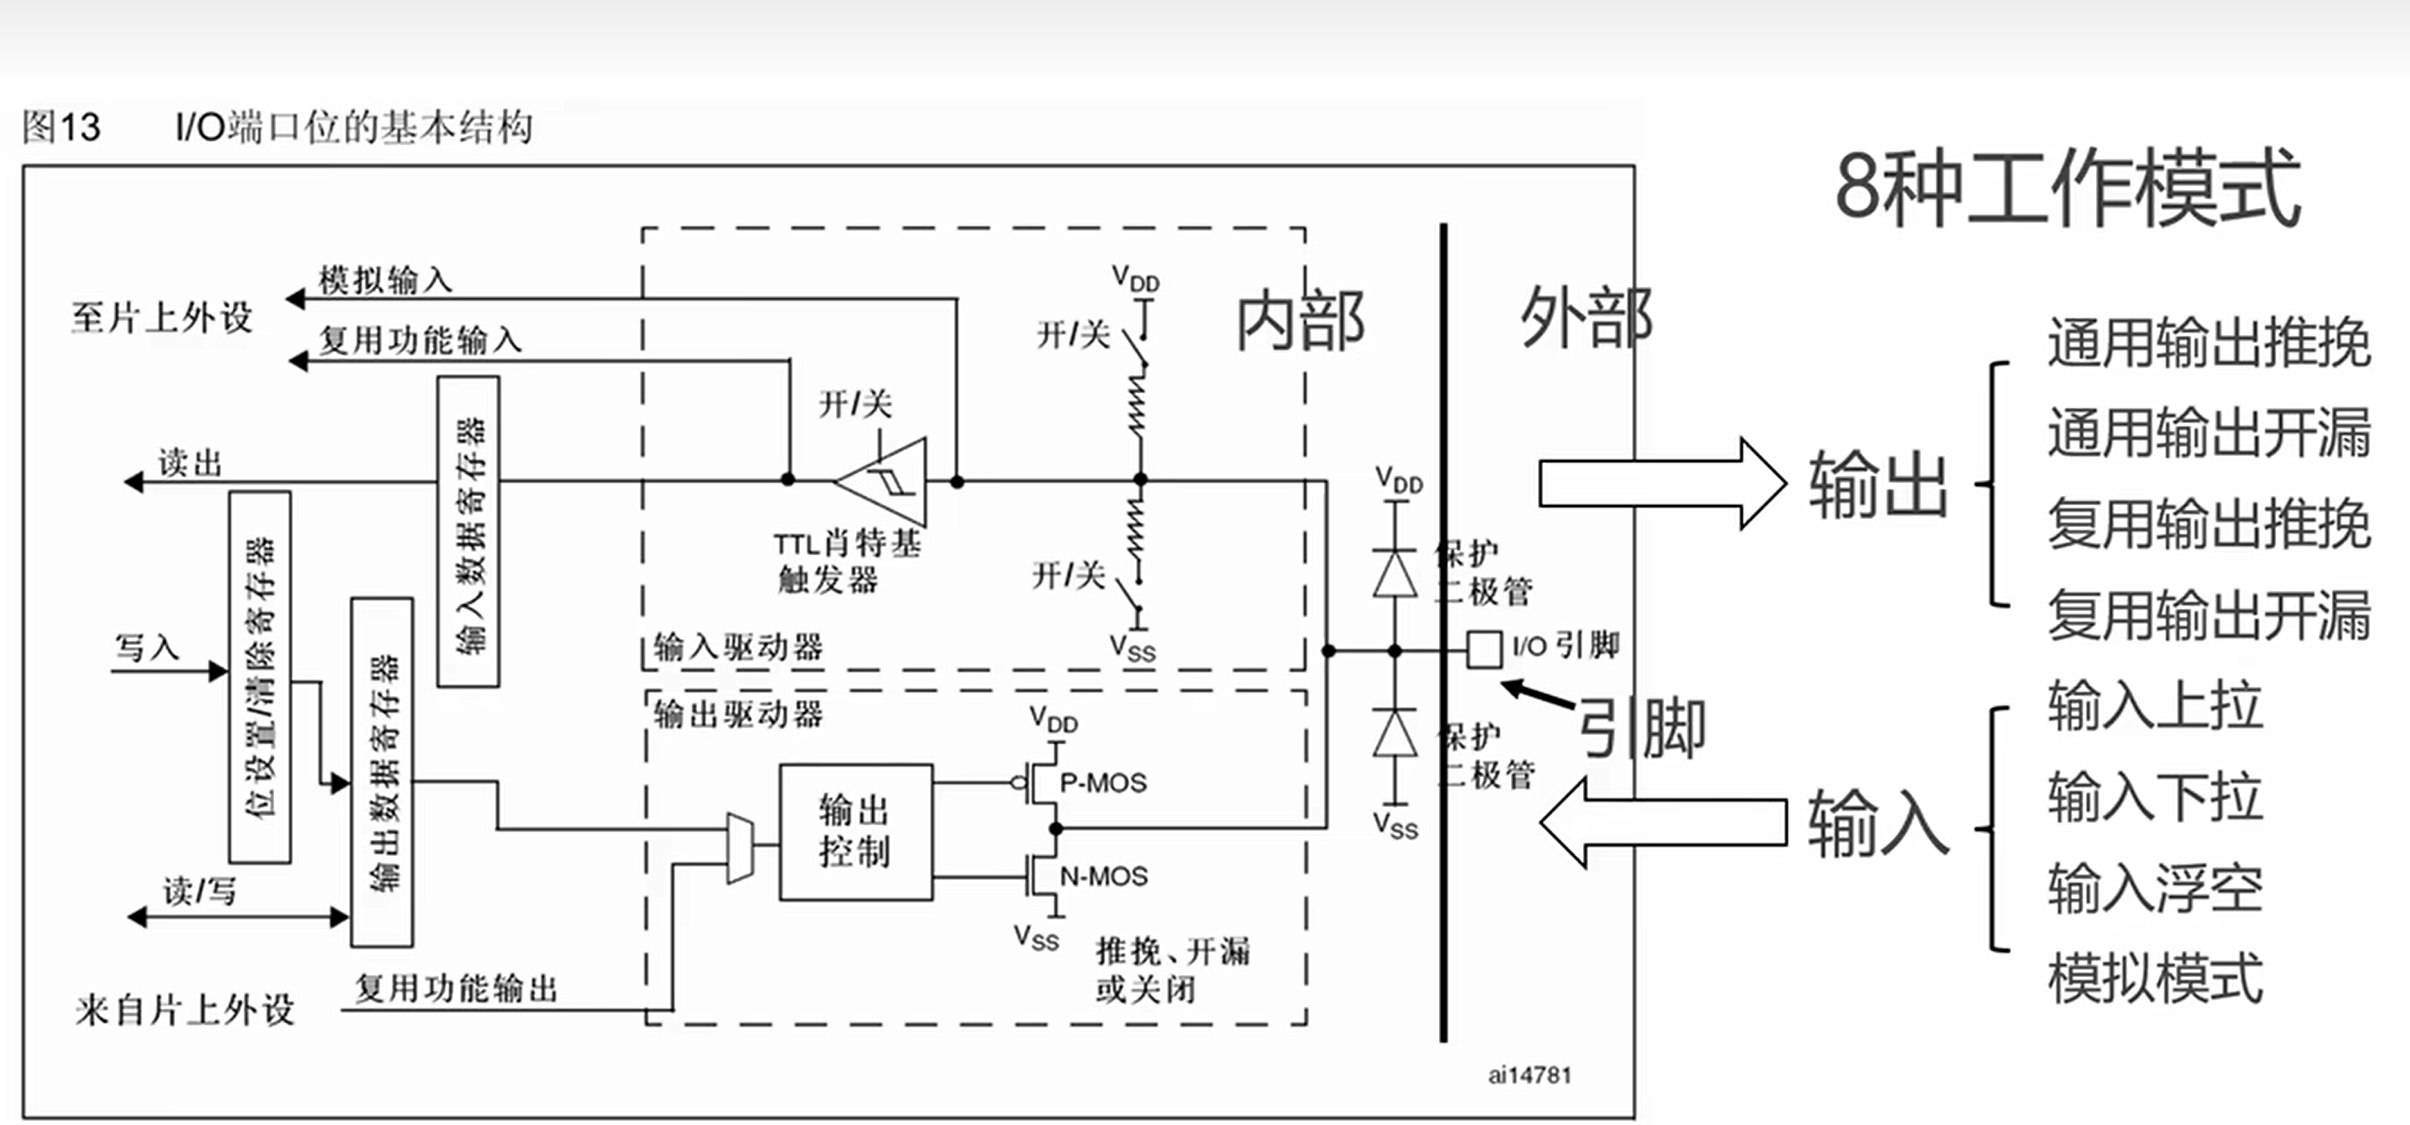 图13 I/O端口位的基本结构
8种工作模式
模拟输入
至片上外设
复用功能输入
读出
输入数据寄存器
开/关
TTL肖特基
触发器
VDD
开/关
开/关
VSS
输入驱动器
内部
外部
写入
位设置/清除寄存器
输出数据寄存器
读/写
来自片上外设
复用功能输出
输出驱动器
输出
控制
VDD
P-MOS
N-MOS
VSS
推挽、开漏
或关闭
VDD
保护
二极管
I/O 引脚
引脚
保护
二极管
VSS
ai14781
输出
通用输出推挽
通用输出开漏
复用输出推挽
复用输出开漏
输入
输入上拉
输入下拉
输入浮空
模拟模式